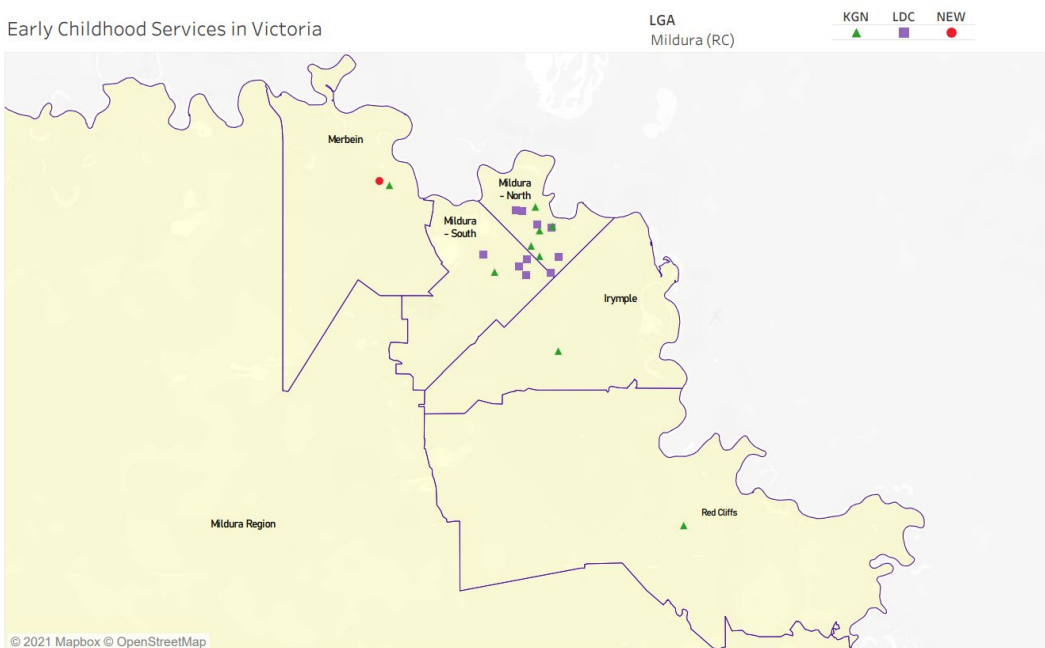 Early Childhood Services in Victoria
LGA
Mildura (RC)
KGN LDC NEW
Merbein
Mildura
- North
Mildura
- South
Irymple
Mildura Region
Red Cliffs
© 2021 Mapbox © OpenStreetMap